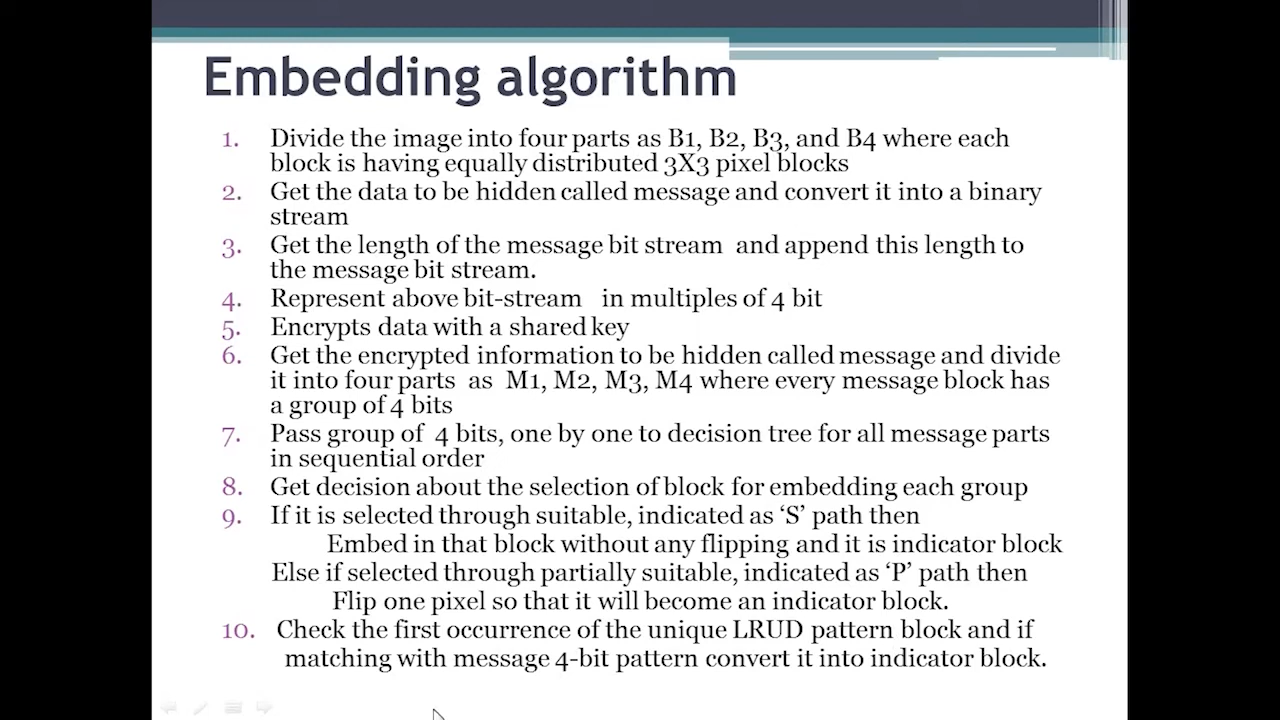 Embedding algorithm
1. Divide the image into four parts as B1, B2, B3, and B4 where each
block is having equally distributed 3X3 pixel blocks
2. Get the data to be hidden called message and convert it into a binary
stream
3. Get the length of the message bit stream and append this length to
the message bit stream.
4. Represent above bit-stream in multiples of 4 bit
5. Encrypts data with a shared key
6. Get the encrypted information to be hidden called message and divide
it into four parts as M1, M2, M3, M4 where every message block has
a group of 4 bits
7. Pass group of 4 bits, one by one to decision tree for all message parts
in sequential order
8. Get decision about the selection of block for embedding each group
9. If it is selected through suitable, indicated as ‘S’ path then
Embed in that block without any flipping and it is indicator block
Else if selected through partially suitable, indicated as ‘P’ path then
Flip one pixel so that it will become an indicator block.
10. Check the first occurrence of the unique LRUD pattern block and if
matching with message 4-bit pattern convert it into indicator block.